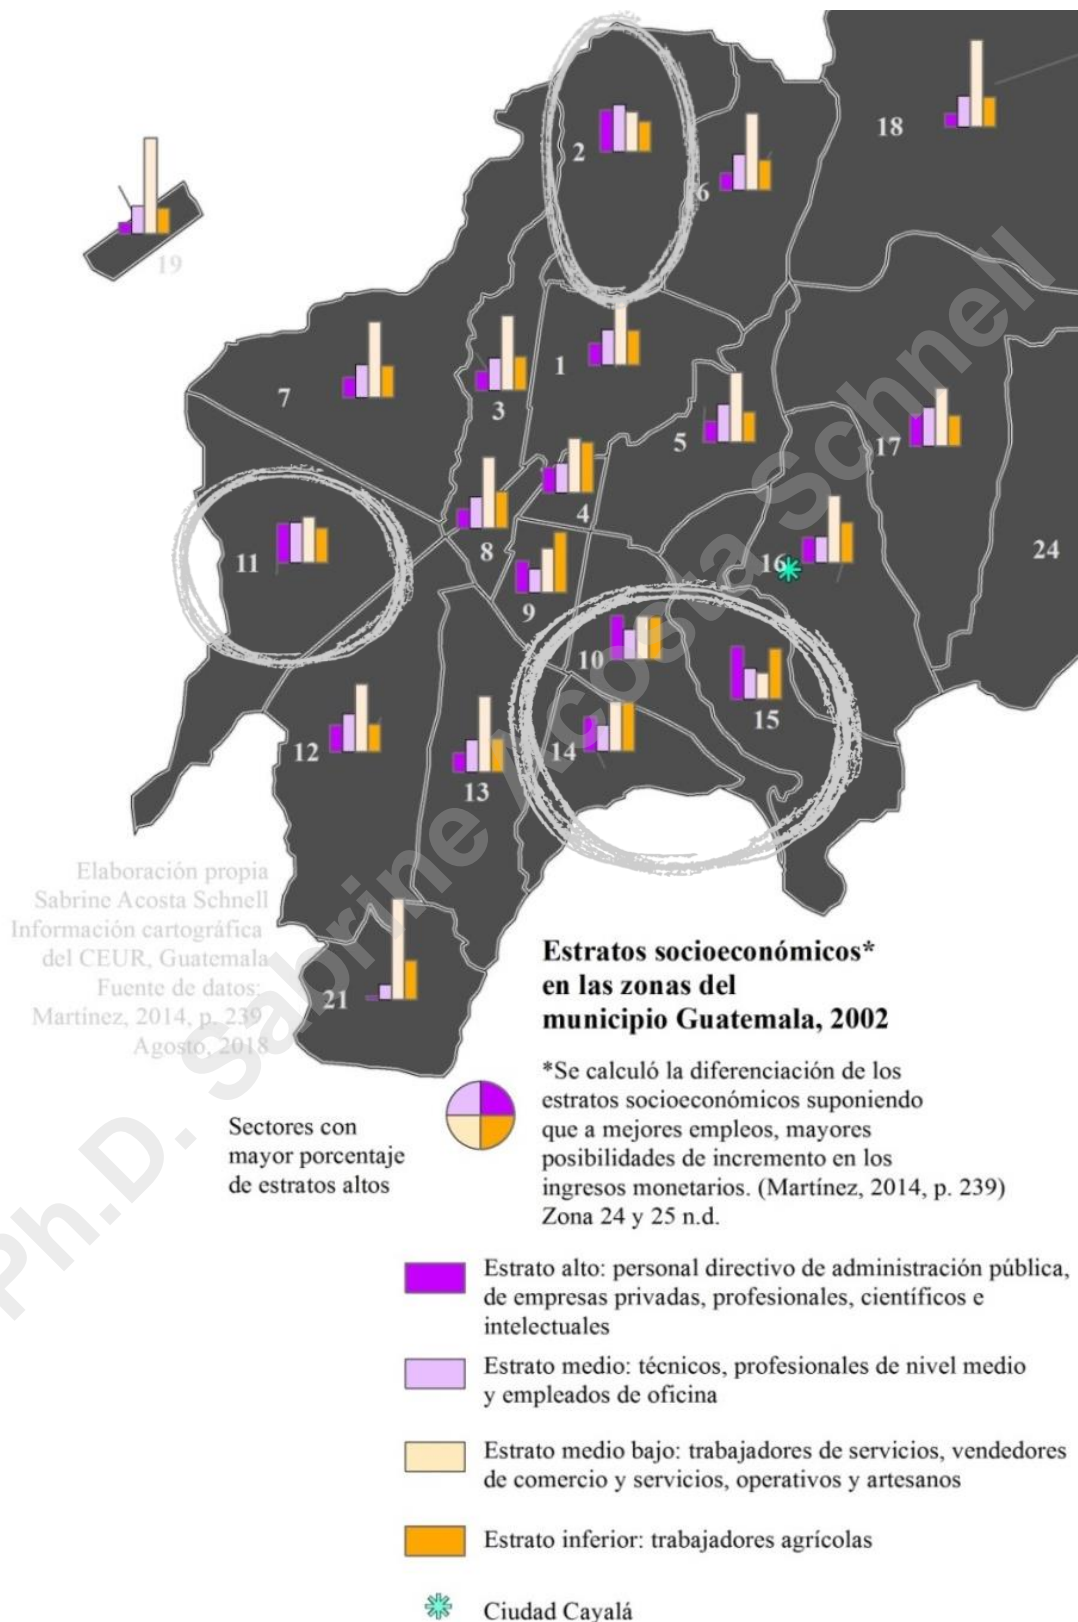 18
2
6
19
1
7
3
5
17
4
11
8
16
24
9
10
15
14
12
13
21
Elaboración propia
Sabrine Acosta Schnell
Información cartográfica
del CEUR, Guatemala
Fuente de datos:
Martínez, 2014, p. 239
Agosto, 2018
Estratos socioeconómicos*
en las zonas del
municipio Guatemala, 2002
*Se calculó la diferenciación de los
estratos socioeconómicos suponiendo
que a mejores empleos, mayores
posibilidades de incremento en los
ingresos monetarios. (Martínez, 2014, p. 239)
Zona 24 y 25 n.d.
Sectores con
mayor porcentaje
de estratos altos
Estrato alto: personal directivo de administración pública,
de empresas privadas, profesionales, científicos e
intelectuales
Estrato medio: técnicos, profesionales de nivel medio
y empleados de oficina
Estrato medio bajo: trabajadores de servicios, vendedores
de comercio y servicios, operativos y artesanos
Estrato inferior: trabajadores agrícolas
Ciudad Cayalá
Ph.D. Sabrine Acosta Schnell